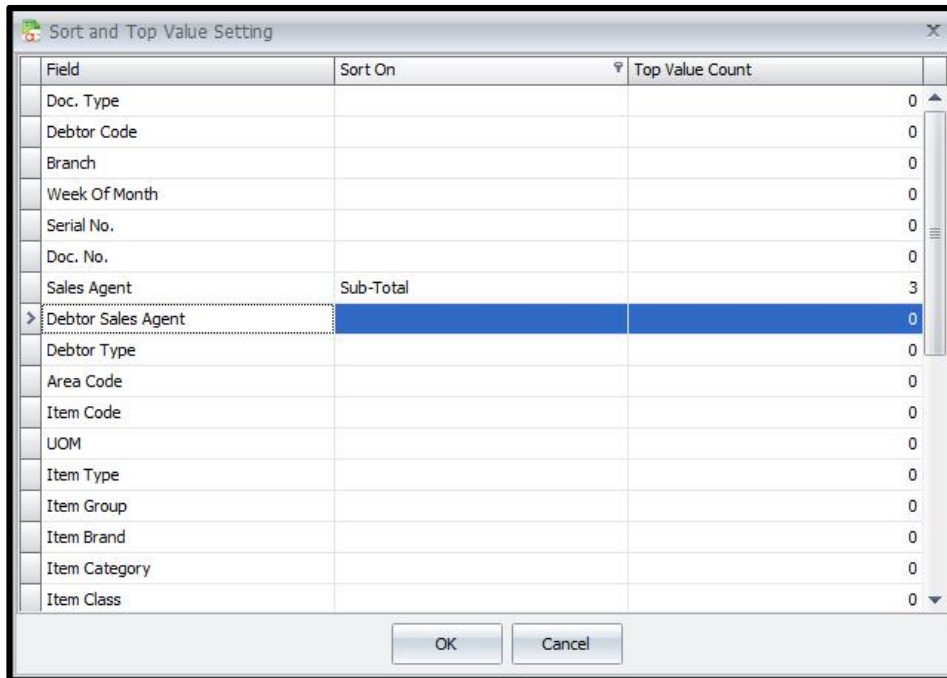 Sort and Top Value Setting
Field Sort On Top Value Count
Doc. Type 0
Debtor Code 0
Branch 0
Week Of Month 0
Serial No. 0
Doc. No. 0
Sales Agent Sub-Total 3
Debtor Sales Agent 0
Debtor Type 0
Area Code 0
Item Code 0
UOM 0
Item Type 0
Item Group 0
Item Brand 0
Item Category 0
Item Class 0
OK Cancel